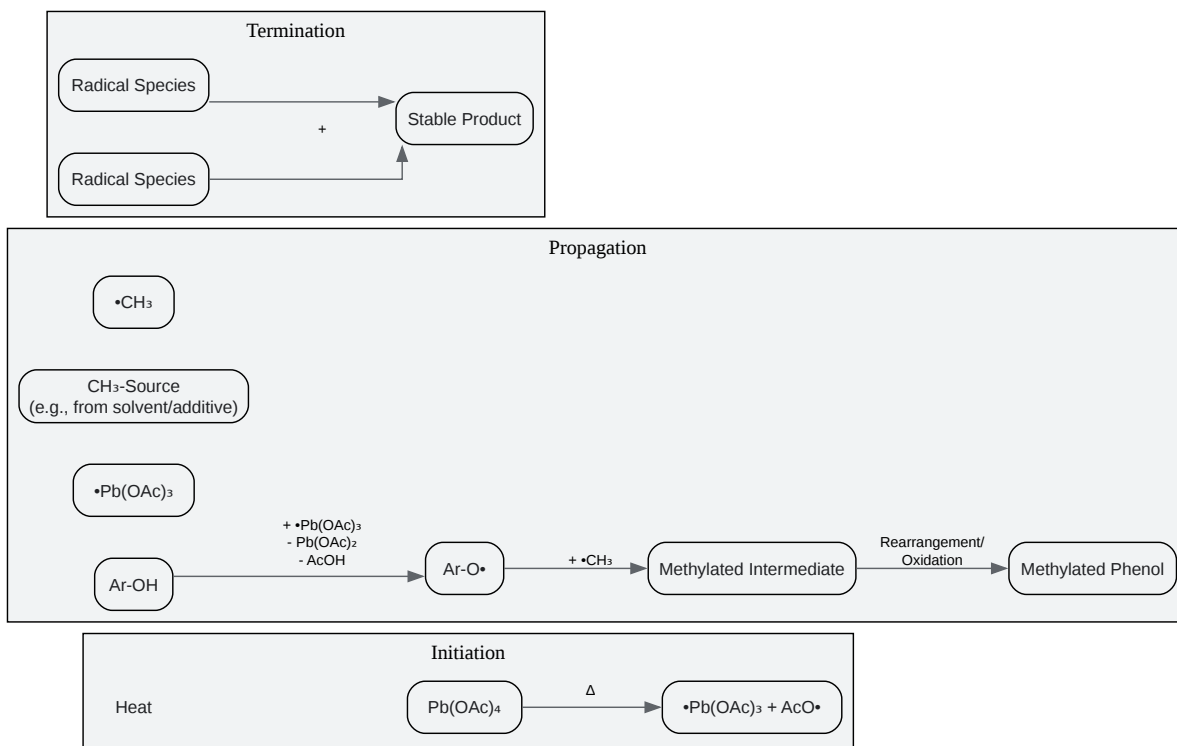 Termination
Radical Species
+
Stable Product
Radical Species
Propagation
•CH₃
CH₃-Source
(e.g., from solvent/additive)
•Pb(OAc)₃
+ •Pb(OAc)₃
- Pb(OAc)₂
- AcOH
Ar-OH
Ar-O•
+ •CH₃
Methylated Intermediate
Rearrangement/
Oxidation
Methylated Phenol
Initiation
Heat
Pb(OAc)₄
Δ
•Pb(OAc)₃ + AcO•